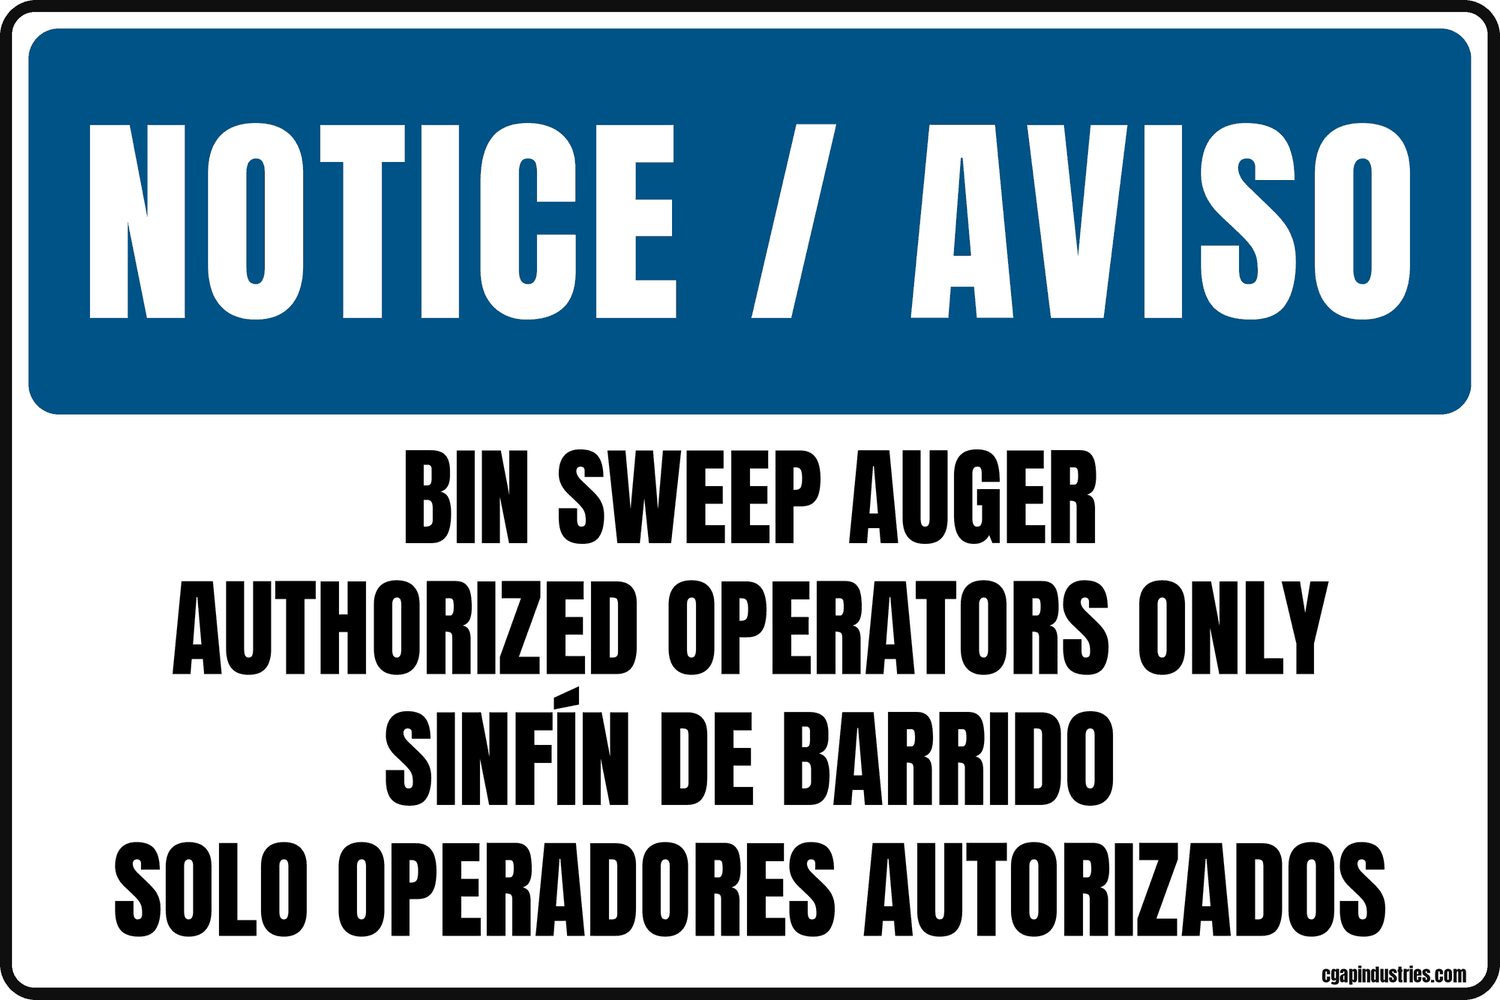 NOTICE / AVISO
BIN SWEEP AUGER
AUTHORIZED OPERATORS ONLY
SINFÍN DE BARRIDO
SOLO OPERADORES AUTORIZADOS
cgapindustries.com